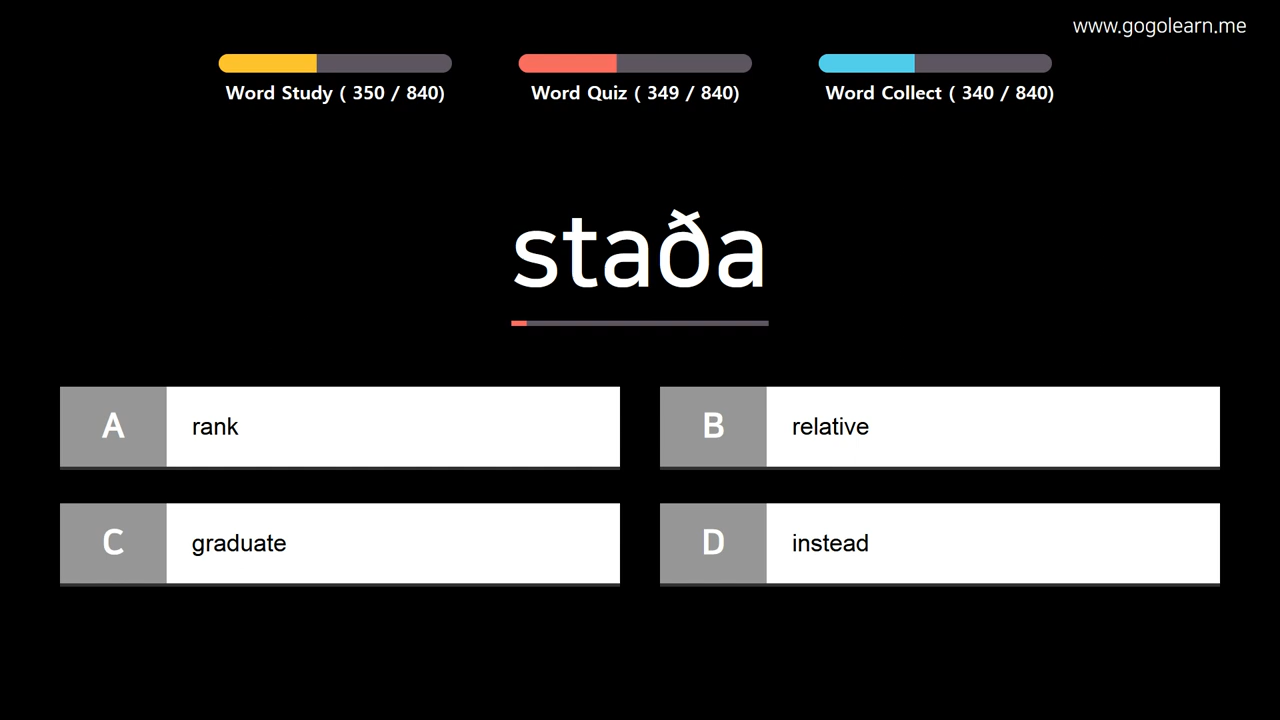 www.gogolearn.me
Word Study ( 350 / 840)
Word Quiz ( 349 / 840)
Word Collect ( 340 / 840)
staða
A rank
B relative
C graduate
D instead